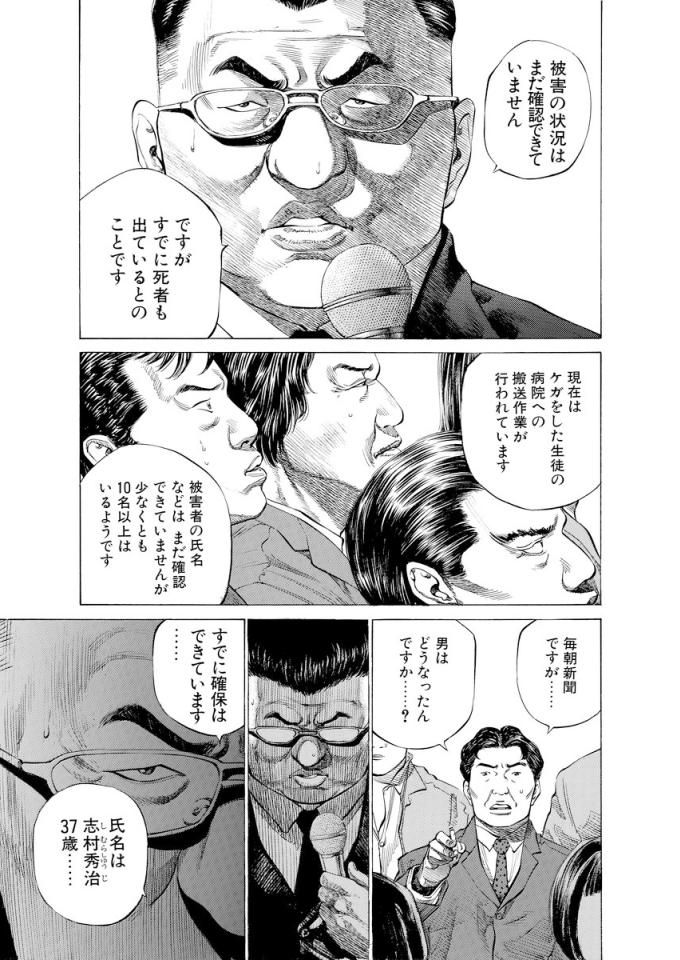 被害の状況は
まだ確認できて
いません
ですが
すでに死者も
出ているとの
ことです
現在は
ケガをした生徒の
病院への
搬送作業が
行われています
被害者の氏名
などは まだ確認
できていませんが
少なくとも
10名以上は
いるようです
毎朝新聞
ですが……
男は
どうなったん
ですか……?
すでに確保は
できています
……
氏名は
志村秀治
しむらしゅうじ
37歳……